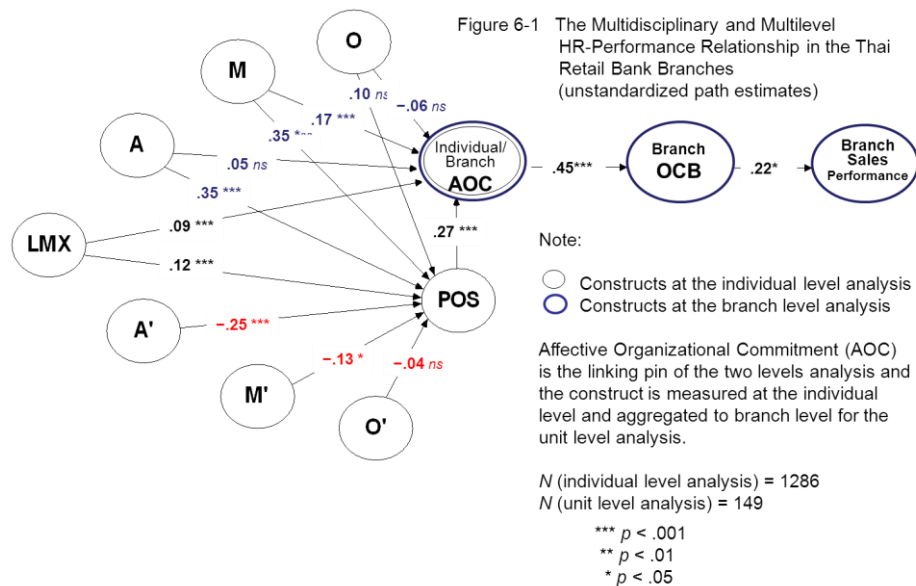 Figure 6-1 The Multidisciplinary and Multilevel
HR-Performance Relationship in the Thai
Retail Bank Branches
(unstandardized path estimates)
O
M
A
LMX
A'
M'
O'
.10 ns
−.06 ns
.17 ***
.35 ***
.05 ns
.35 ***
.09 ***
.12 ***
−.25 ***
−.13 *
−.04 ns
Individual/
Branch
AOC
.27 ***
POS
.45***
Branch
OCB
.22*
Branch
Sales
Performance
Note:
Constructs at the individual level analysis
Constructs at the branch level analysis
Affective Organizational Commitment (AOC)
is the linking pin of the two levels analysis and
the construct is measured at the individual
level and aggregated to branch level for the
unit level analysis.
N (individual level analysis) = 1286
N (unit level analysis) = 149
*** p < .001
** p < .01
* p < .05